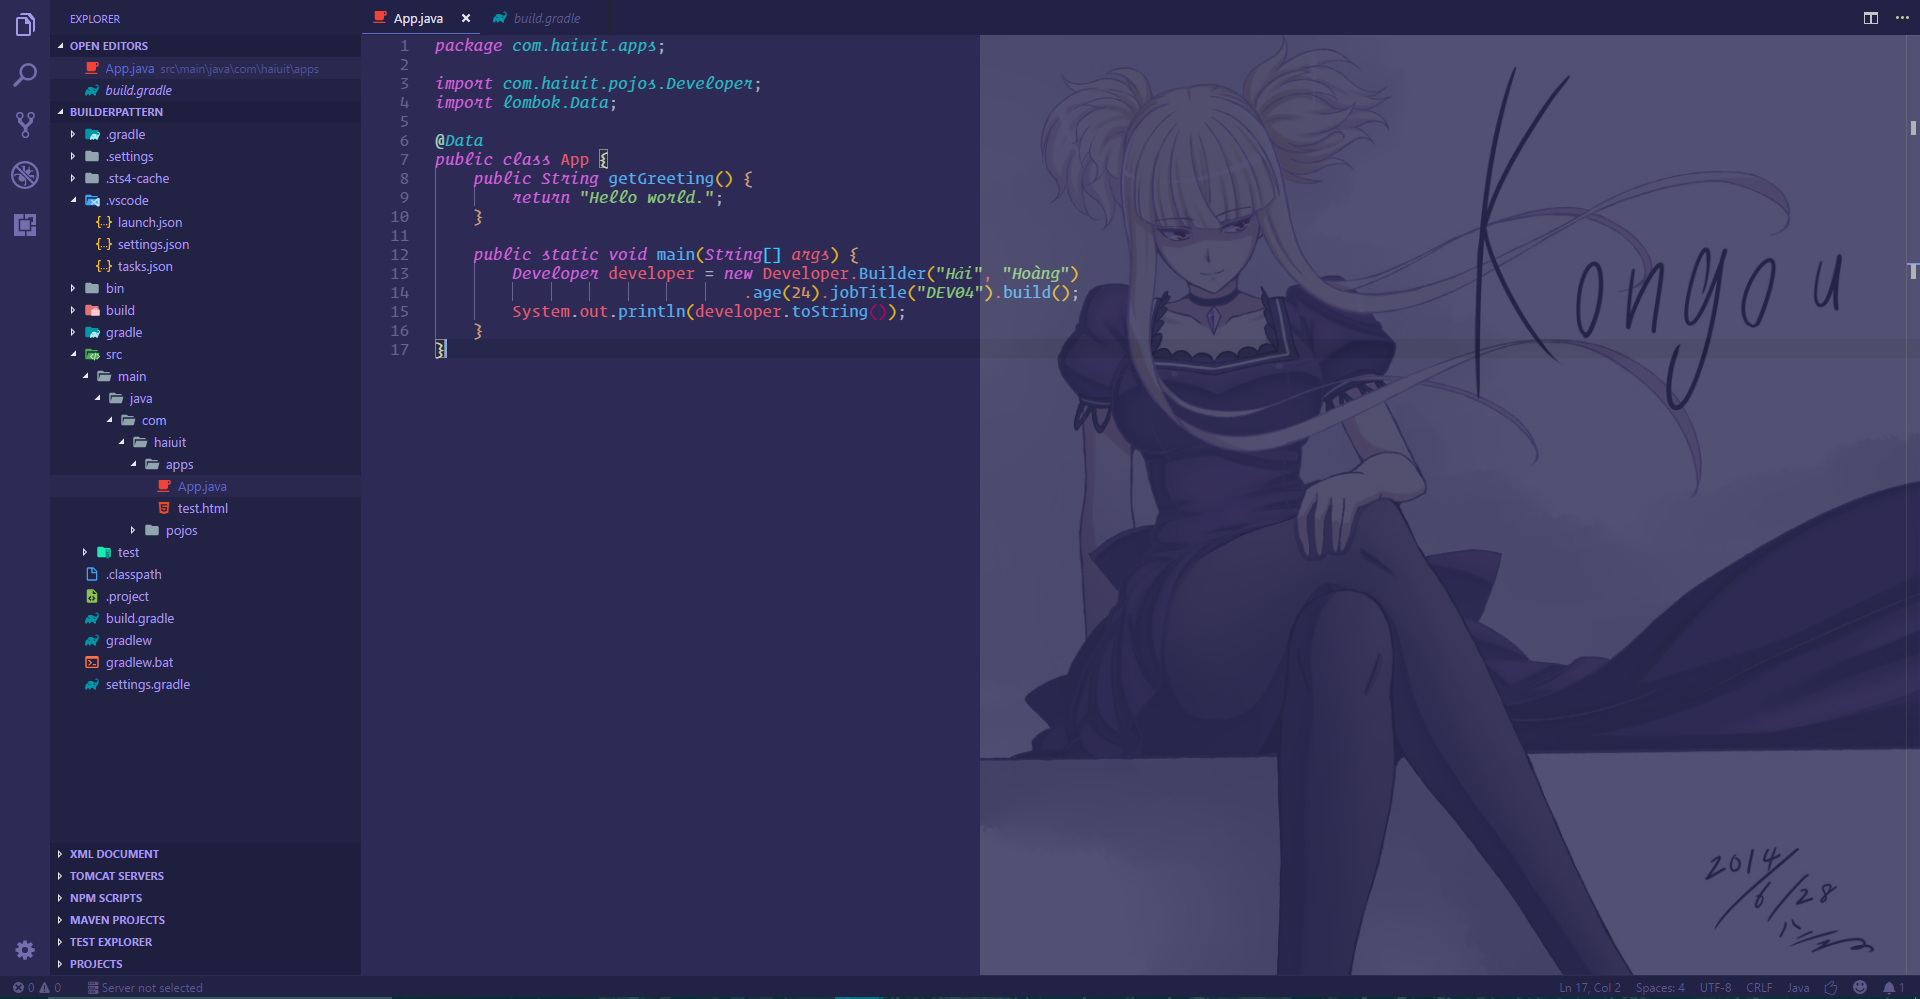 EXPLORER
OPEN EDITORS
App.java src\main\java\com\haiuit\apps
build.gradle
BUILDERPATTERN
.gradle
.settings
.sts4-cache
.vscode
launch.json
settings.json
tasks.json
bin
build
gradle
src
main
java
com
haiuit
apps
App.java
test.html
pojos
test
.classpath
.project
build.gradle
gradlew
gradlew.bat
settings.gradle
XML DOCUMENT
TOMCAT SERVERS
NPM SCRIPTS
MAVEN PROJECTS
TEST EXPLORER
PROJECTS
App.java build.gradle
1 package com.haiuit.apps;
2
3 import com.haiuit.pojos.Developer;
4 import lombok.Data;
5
6 @Data
7 public class App {
8 public String getGreeting() {
9 return "Hello world.";
10 }
11
12 public static void main(String[] args) {
13 Developer developer = new Developer.Builder("Hải", "Hoàng")
14 .age(24).jobTitle("DEV04").build();
15 System.out.println(developer.toString());
16 }
17 }
Kongou
2014
6/28
0 0 Server not selected
Ln 17, Col 2 Spaces: 4 UTF-8 CRLF Java 1